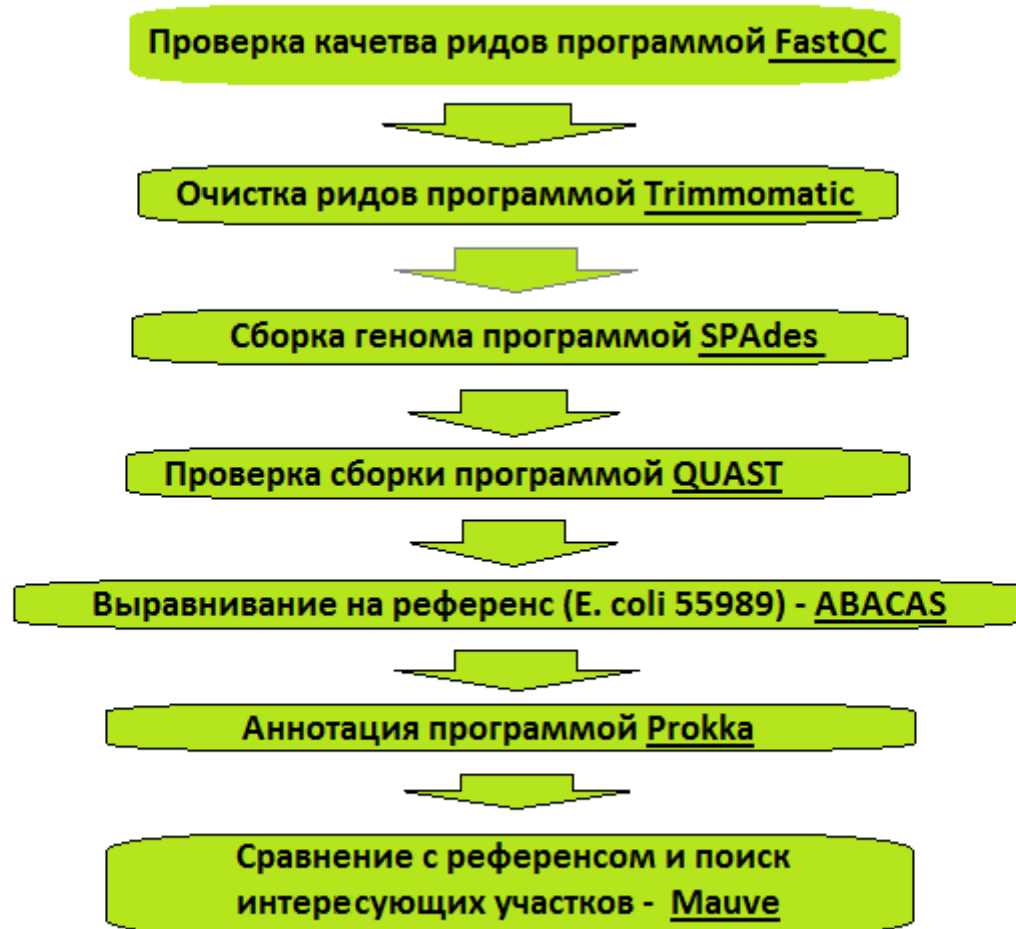 Проверка качетва ридов программой FastQC
Очистка ридов программой Trimmomatic
Сборка генома программой SPAdes
Проверка сборки программой QUAST
Выравнивание на референс (E. coli 55989) - ABACAS
Аннотация программой Prokka
Сравнение с референсом и поиск
интересующих участков - Mauve